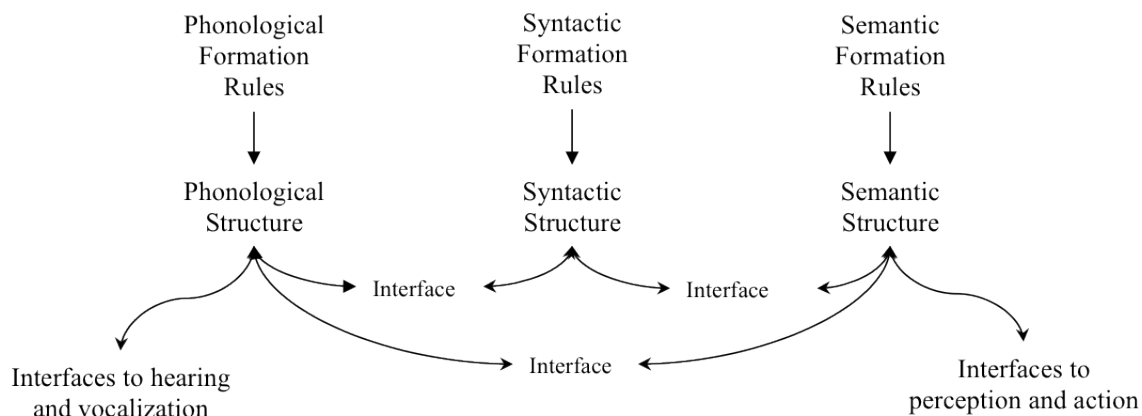 Phonological
Formation
Rules
Syntactic
Formation
Rules
Semantic
Formation
Rules
Phonological
Structure
Syntactic
Structure
Semantic
Structure
Interface
Interface
Interface
Interfaces to hearing
and vocalization
Interfaces to
perception and action